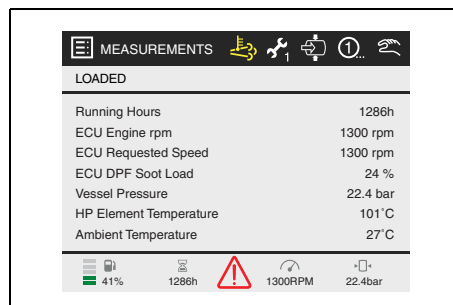 MEASUREMENTS 1 1...
LOADED
Running Hours 1286h
ECU Engine rpm 1300 rpm
ECU Requested Speed 1300 rpm
ECU DPF Soot Load 24 %
Vessel Pressure 22.4 bar
HP Element Temperature 101˚C
Ambient Temperature 27˚C
41% 1286h 1300RPM 22.4bar